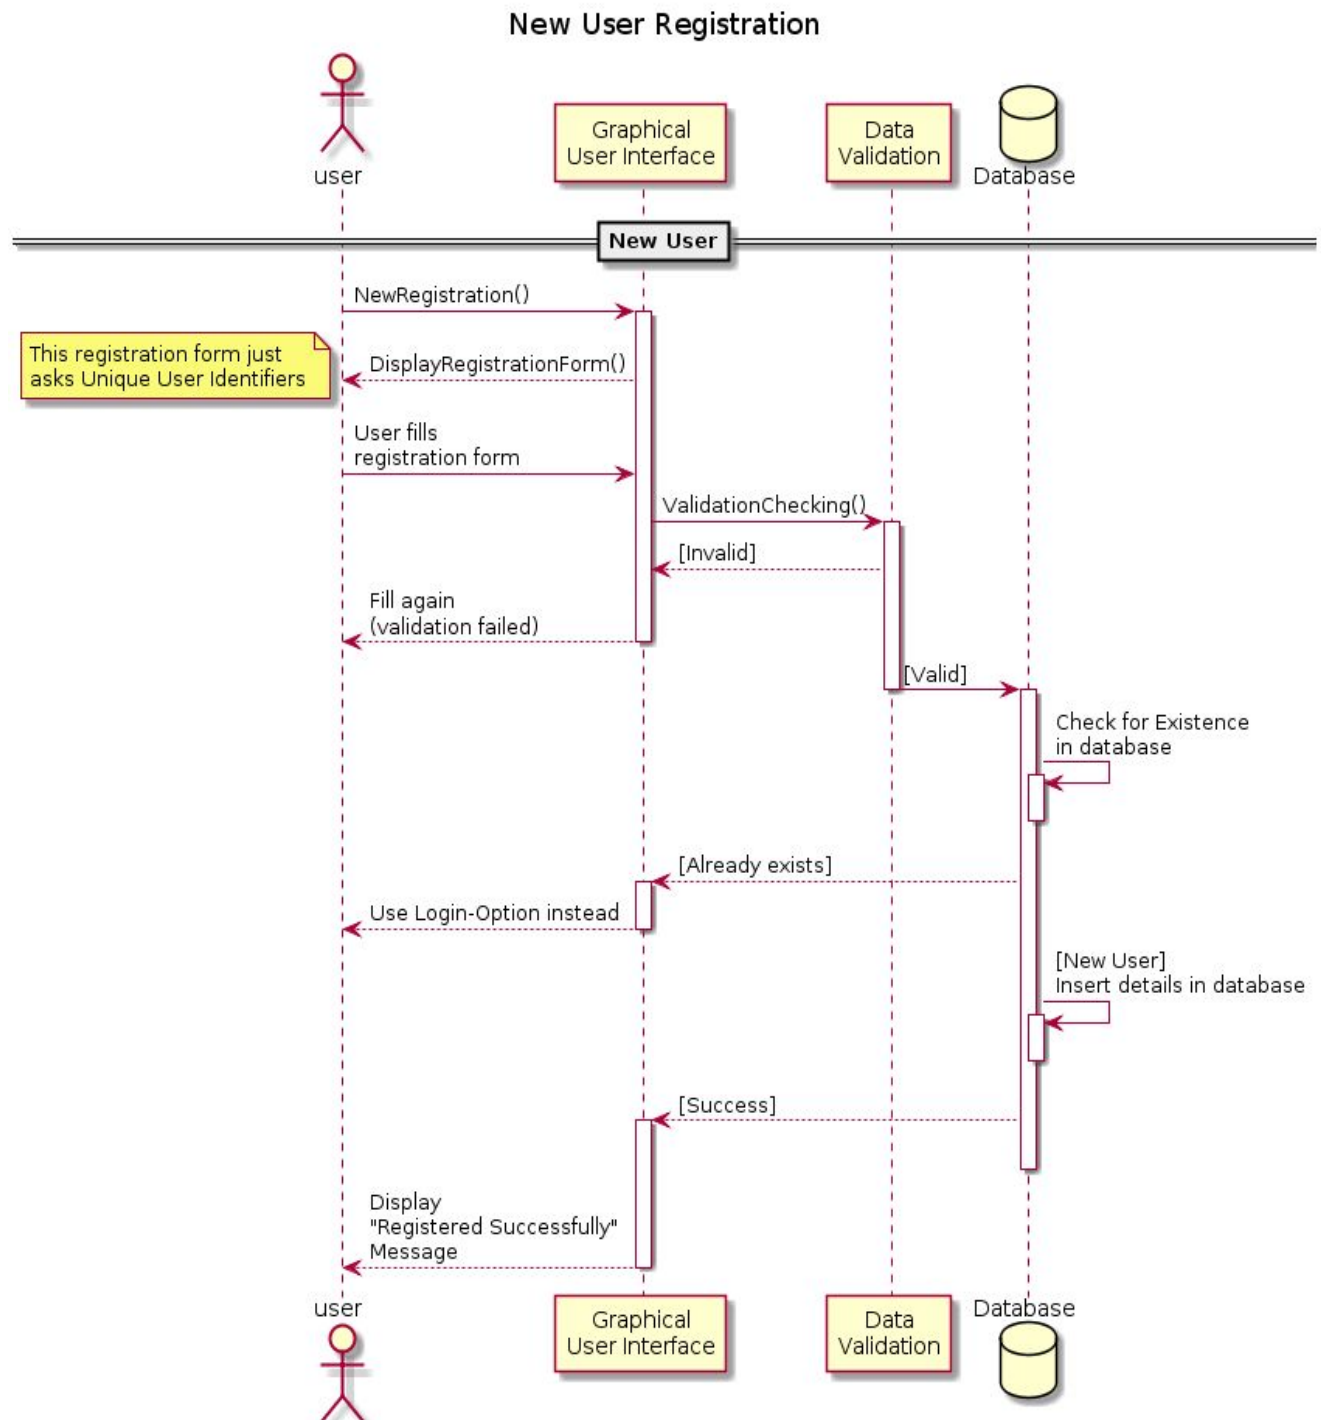 New User Registration
user
Graphical
User Interface
Data
Validation
Database
New User
NewRegistration()
This registration form just
asks Unique User Identifiers
DisplayRegistrationForm()
User fills
registration form
ValidationChecking()
[Invalid]
Fill again
(validation failed)
[Valid]
Check for Existence
in database
[Already exists]
Use Login-Option instead
[New User]
Insert details in database
[Success]
Display
"Registered Successfully"
Message
user
Graphical
User Interface
Data
Validation
Database